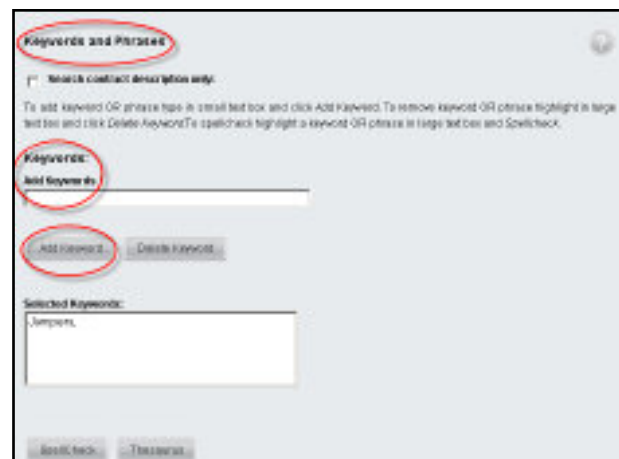 Keywords and Phrases
Search contract description only:
To add keyword OR phrase type in small text box and click Add Keyword. To remove keyword OR phrase highlight in large
text box and click Delete Keyword To spellcheck highlight a keyword OR phrase in large text box and Spellcheck.
Keywords:
Add Keywords
Add Keyword Delete Keyword
Selected Keywords:
Jumpers,
SpellCheck Thesaurus